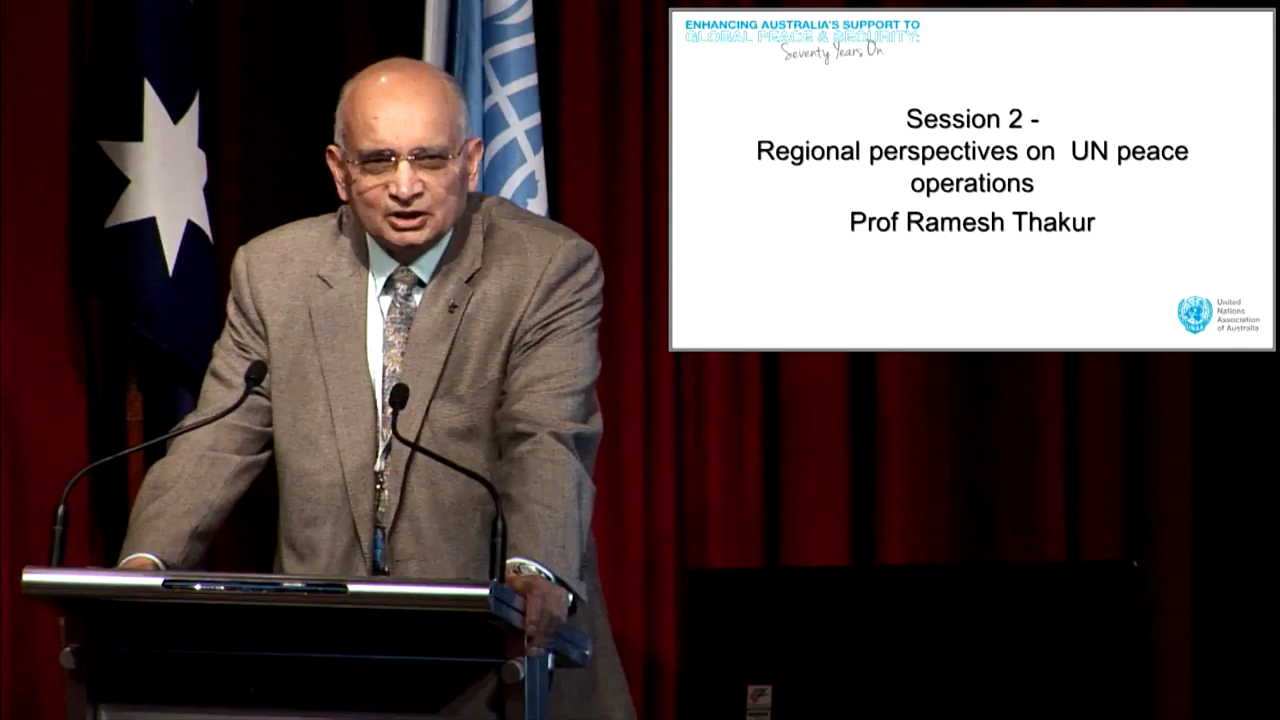 ENHANCING AUSTRALIA'S SUPPORT TO
GLOBAL PEACE & SECURITY:
Seventy Years On
Session 2 -
Regional perspectives on UN peace
operations
Prof Ramesh Thakur
United
Nations
Association
of Australia